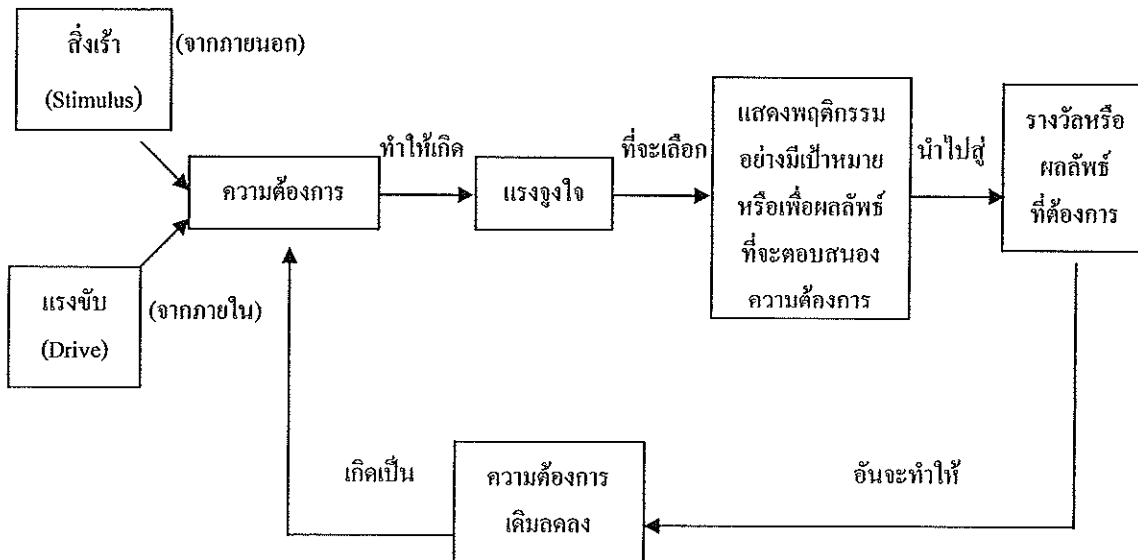 สิ่งเร้า
(Stimulus)
(จากภายนอก)
แรงขับ
(Drive)
(จากภายใน)
ความต้องการ
ทำให้เกิด
แรงจูงใจ
ที่จะเลือก
แสดงพฤติกรรม
อย่างมีเป้าหมาย
หรือเพื่อผลลัพธ์
ที่จะตอบสนอง
ความต้องการ
นำไปสู่
รางวัลหรือ
ผลลัพธ์
ที่ต้องการ
อันจะทำให้
ความต้องการ
เดิมลดลง
เกิดเป็น